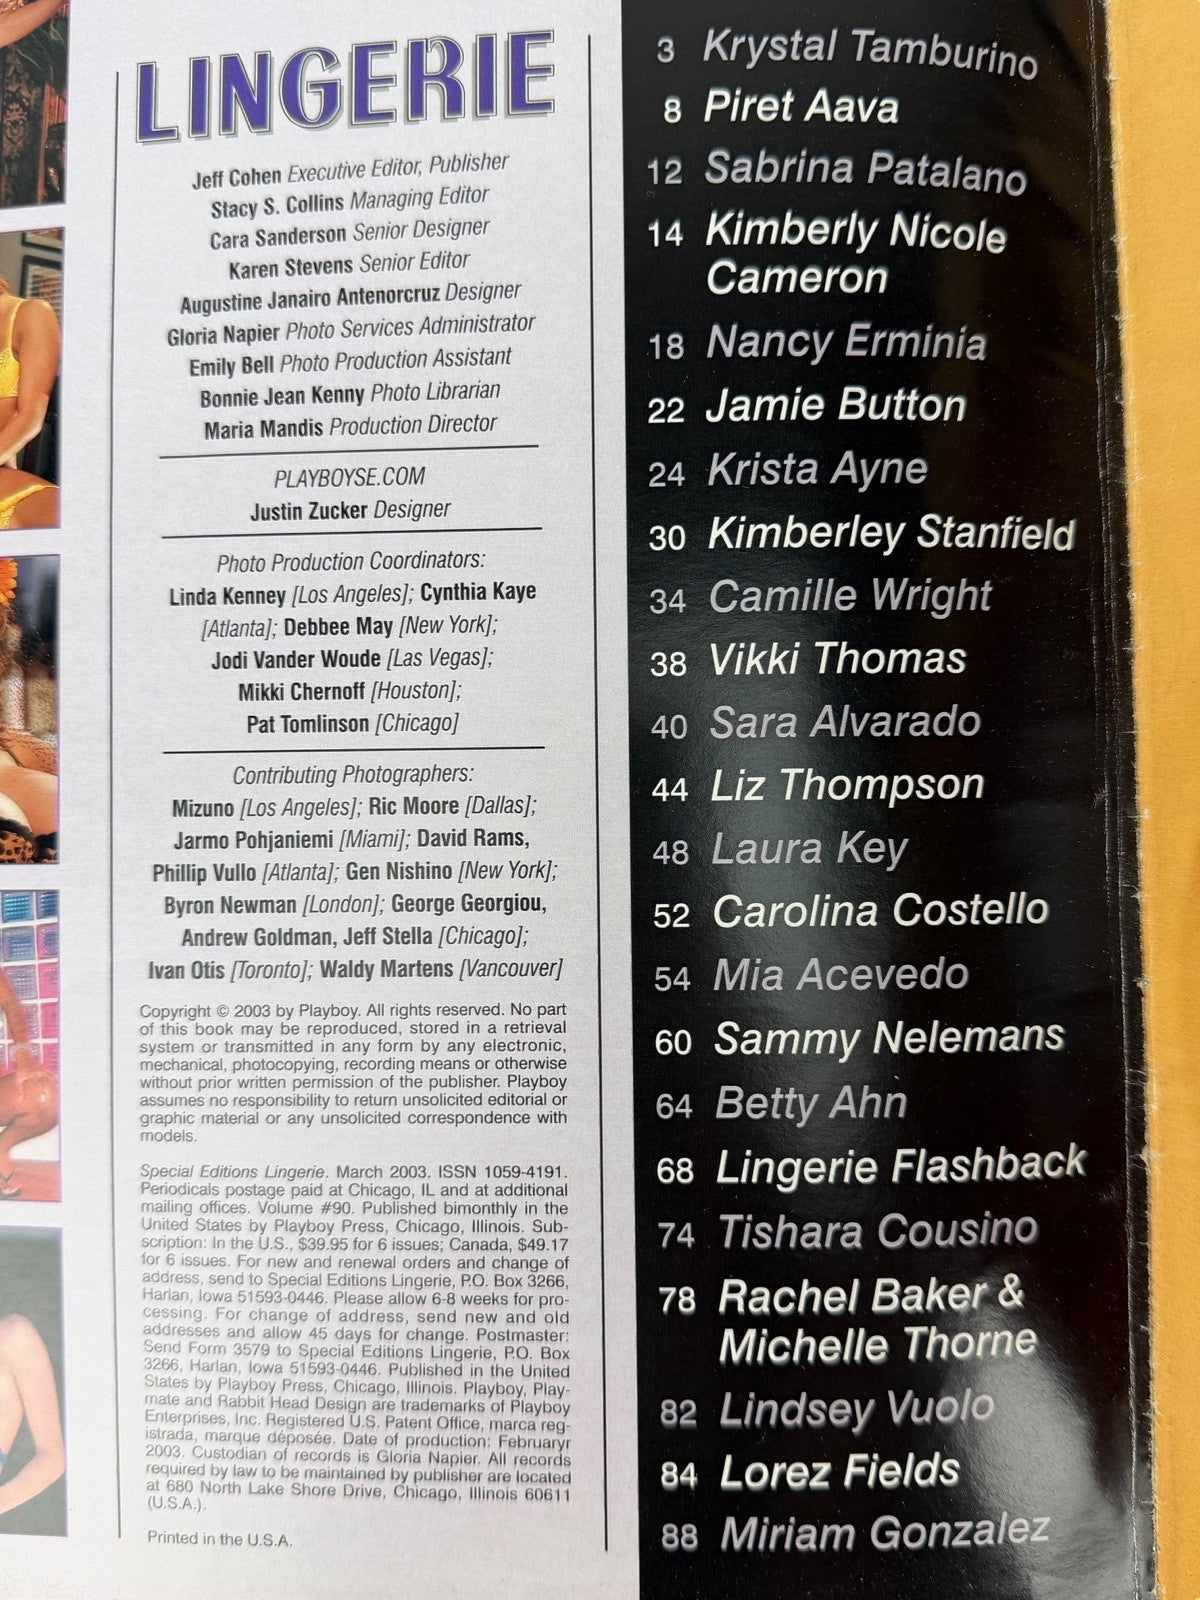 LINGERIE
Jeff Cohen Executive Editor, Publisher
Stacy S. Collins Managing Editor
Cara Sanderson Senior Designer
Karen Stevens Senior Editor
Augustine Janairo Antenorcruz Designer
Gloria Napier Photo Services Administrator
Emily Bell Photo Production Assistant
Bonnie Jean Kenny Photo Librarian
Maria Mandis Production Director
PLAYBOYSE.COM
Justin Zucker Designer
Photo Production Coordinators:
Linda Kenney [Los Angeles]; Cynthia Kaye
[Atlanta]; Debbee May [New York];
Jodi Vander Woude [Las Vegas];
Mikki Chernoff [Houston];
Pat Tomlinson [Chicago]
Contributing Photographers:
Mizuno [Los Angeles]; Ric Moore [Dallas];
Jarmo Pohjaniemi [Miami]; David Rams,
Phillip Vullo [Atlanta]; Gen Nishino [New York];
Byron Newman [London]; George Georgiou,
Andrew Goldman, Jeff Stella [Chicago];
Ivan Otis [Toronto]; Waldy Martens [Vancouver]
Copyright © 2003 by Playboy. All rights reserved. No part
of this book may be reproduced, stored in a retrieval
system or transmitted in any form by any electronic,
mechanical, photocopying, recording means or otherwise
without prior written permission of the publisher. Playboy
assumes no responsibility to return unsolicited editorial or
graphic material or any unsolicited correspondence with
models.
Special Editions Lingerie. March 2003. ISSN 1059-4191.
Periodicals postage paid at Chicago, IL and at additional
mailing offices. Volume #90. Published bimonthly in the
United States by Playboy Press, Chicago, Illinois. Sub-
scription: In the U.S., $39.95 for 6 issues; Canada, $49.17
for 6 issues. For new and renewal orders and change of
address, send to Special Editions Lingerie, P.O. Box 3266,
Harlan, Iowa 51593-0446. Please allow 6-8 weeks for pro-
cessing. For change of address, send new and old
addresses and allow 45 days for change. Postmaster:
Send Form 3579 to Special Editions Lingerie, P.O. Box
3266, Harlan, Iowa 51593-0446. Published in the United
States by Playboy Press, Chicago, Illinois. Playboy, Play-
mate and Rabbit Head Design are trademarks of Playboy
Enterprises, Inc. Registered U.S. Patent Office, marca reg-
istrada, marque déposée. Date of production: Februaryr
2003. Custodian of records is Gloria Napier. All records
required by law to be maintained by publisher are located
at 680 North Lake Shore Drive, Chicago, Illinois 60611
(U.S.A.).
Printed in the U.S.A.
3 Krystal Tamburino
8 Piret Aava
12 Sabrina Patalano
14 Kimberly Nicole
Cameron
18 Nancy Erminia
22 Jamie Button
24 Krista Ayne
30 Kimberley Stanfield
34 Camille Wright
38 Vikki Thomas
40 Sara Alvarado
44 Liz Thompson
48 Laura Key
52 Carolina Costello
54 Mia Acevedo
60 Sammy Nelemans
64 Betty Ahn
68 Lingerie Flashback
74 Tishara Cousino
78 Rachel Baker &
Michelle Thorne
82 Lindsey Vuolo
84 Lorez Fields
88 Miriam Gonzalez